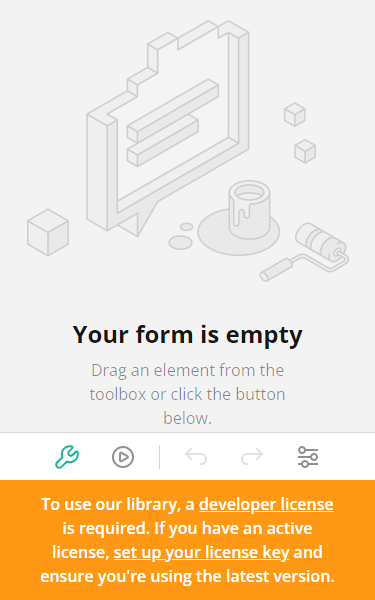 Your form is empty
Drag an element from the
toolbox or click the button
below.
To use our library, a developer license
is required. If you have an active
license, set up your license key and
ensure you're using the latest version.